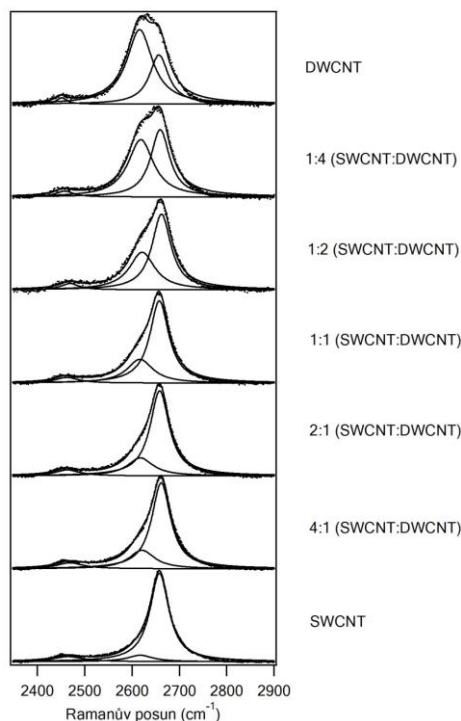 DWCNT
1:4 (SWCNT:DWCNT)
1:2 (SWCNT:DWCNT)
1:1 (SWCNT:DWCNT)
2:1 (SWCNT:DWCNT)
4:1 (SWCNT:DWCNT)
SWCNT
2400 2500 2600 2700 2800 2900
Ramanův posun (cm⁻¹)